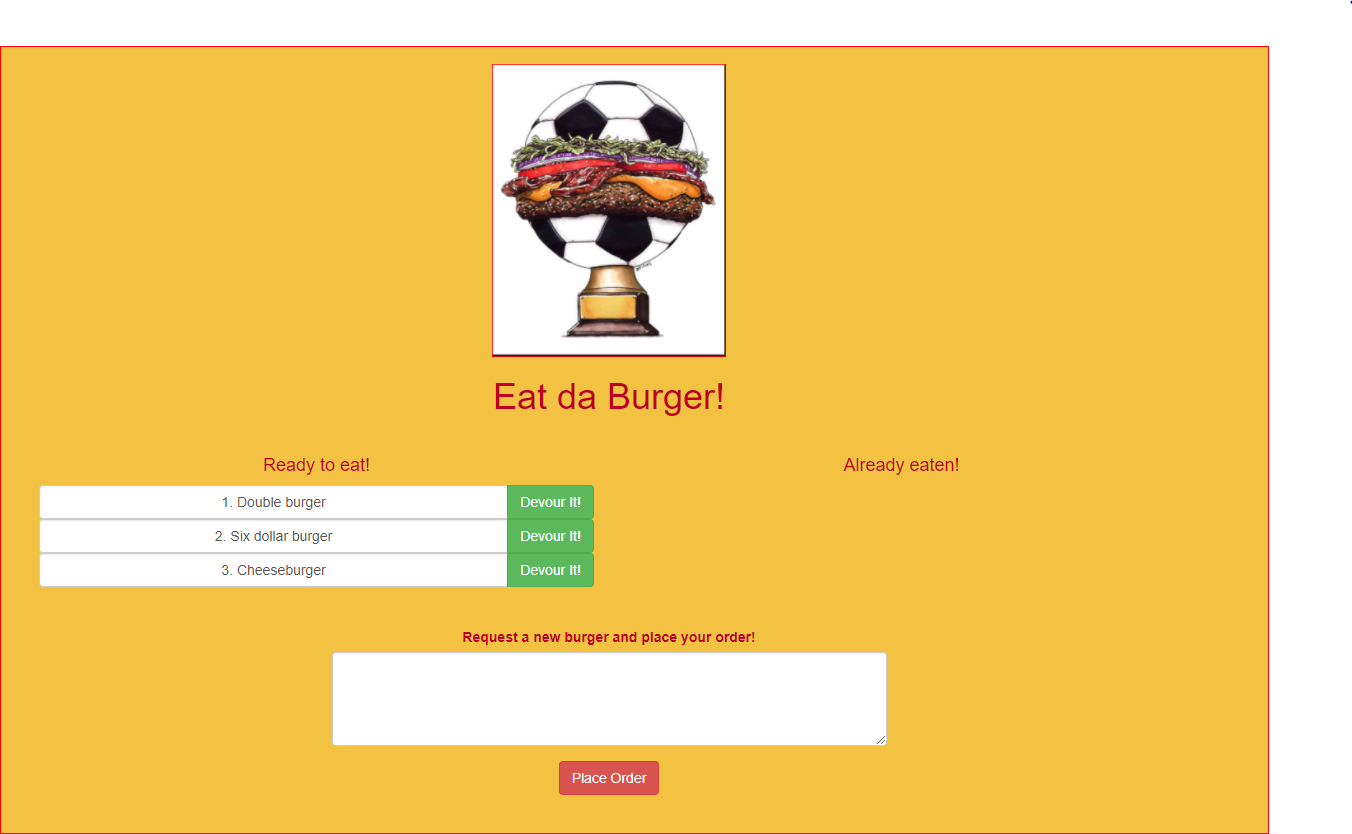 Eat da Burger!
Ready to eat!
Already eaten!
1. Double burger
Devour It!
2. Six dollar burger
Devour It!
3. Cheeseburger
Devour It!
Request a new burger and place your order!
Place Order